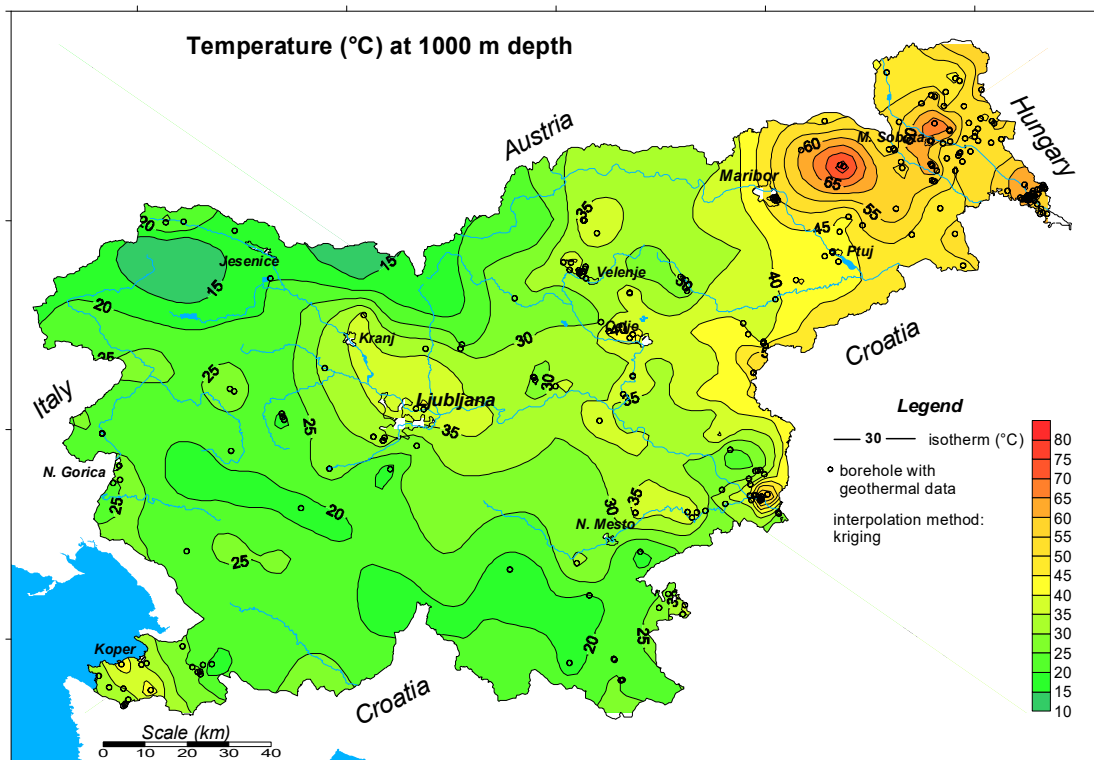 Temperature (°C) at 1000 m depth
Austria
Hungary
M. Sobota
60
65
Maribor
55
45
Ptuj
40
35
Velenje
30
20
Jesenice
15
15
20
Kranj
30
30
35
Croatia
Italy
25
25
Ljubljana
35
25
N. Gorica
25
20
30
35
N. Mesto
25
20
25
Koper
Croatia
Scale (km)
0 10 20 30 40
Legend
30 isotherm (°C)
borehole with
geothermal data
interpolation method:
kriging
80
75
70
65
60
55
50
45
40
35
30
25
20
15
10